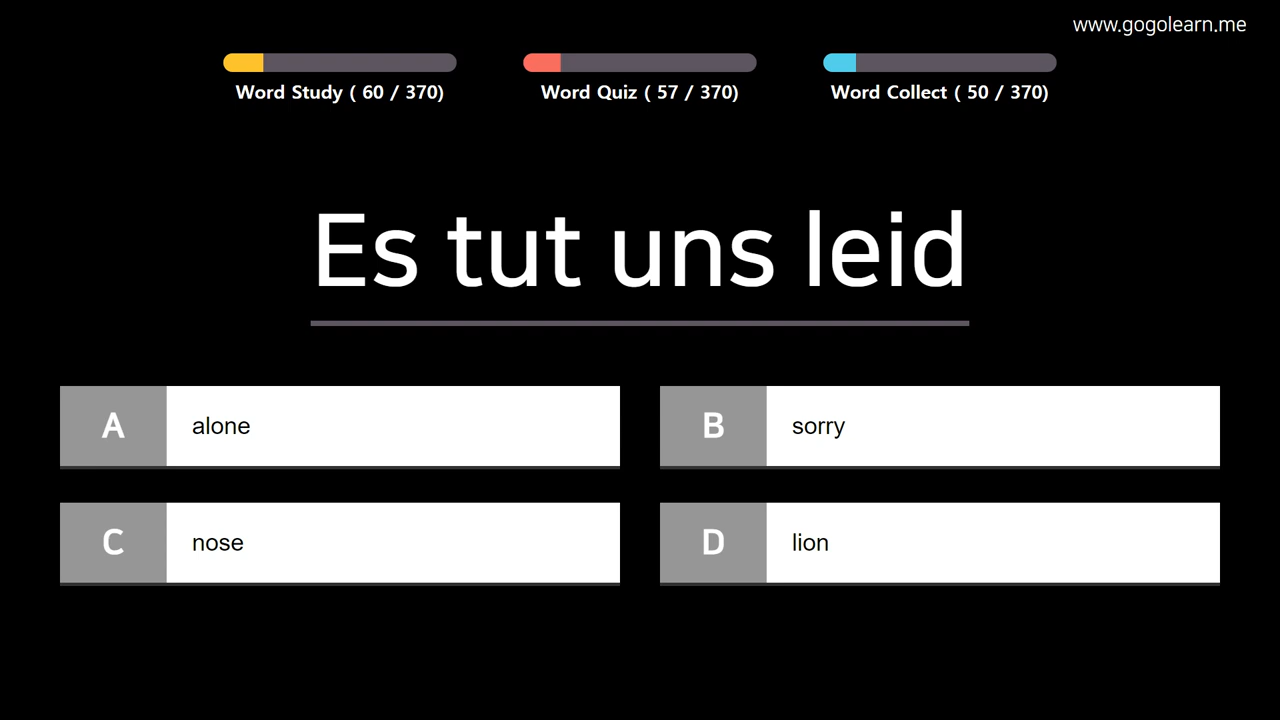 www.gogolearn.me
Word Study ( 60 / 370)
Word Quiz ( 57 / 370)
Word Collect ( 50 / 370)
Es tut uns leid
A alone
B sorry
C nose
D lion